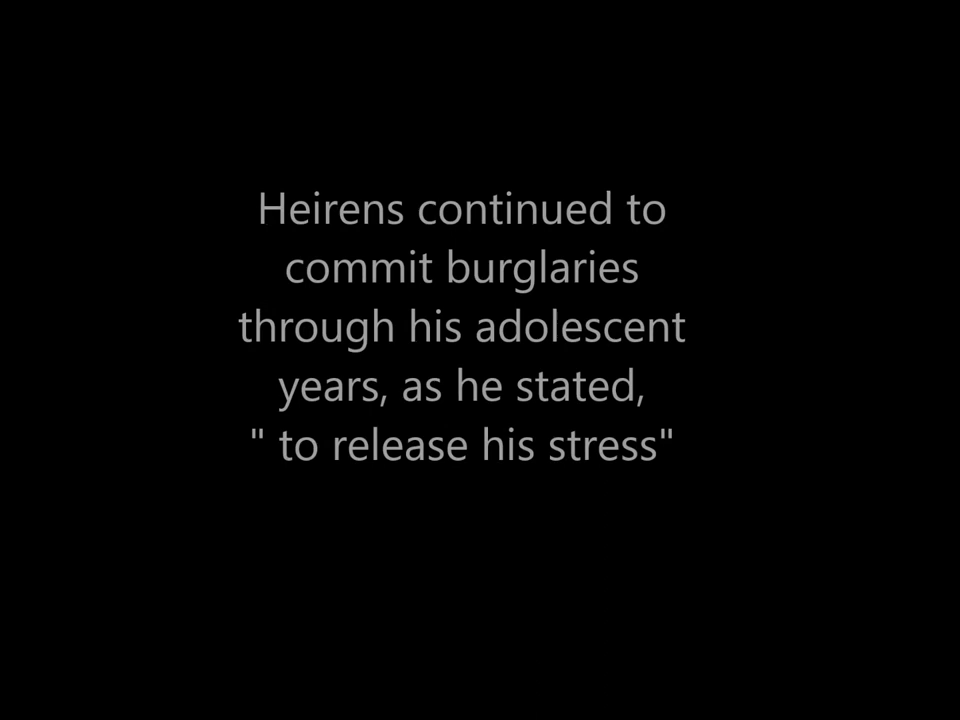 Heirens continued to
commit burglaries
through his adolescent
years, as he stated,
" to release his stress"